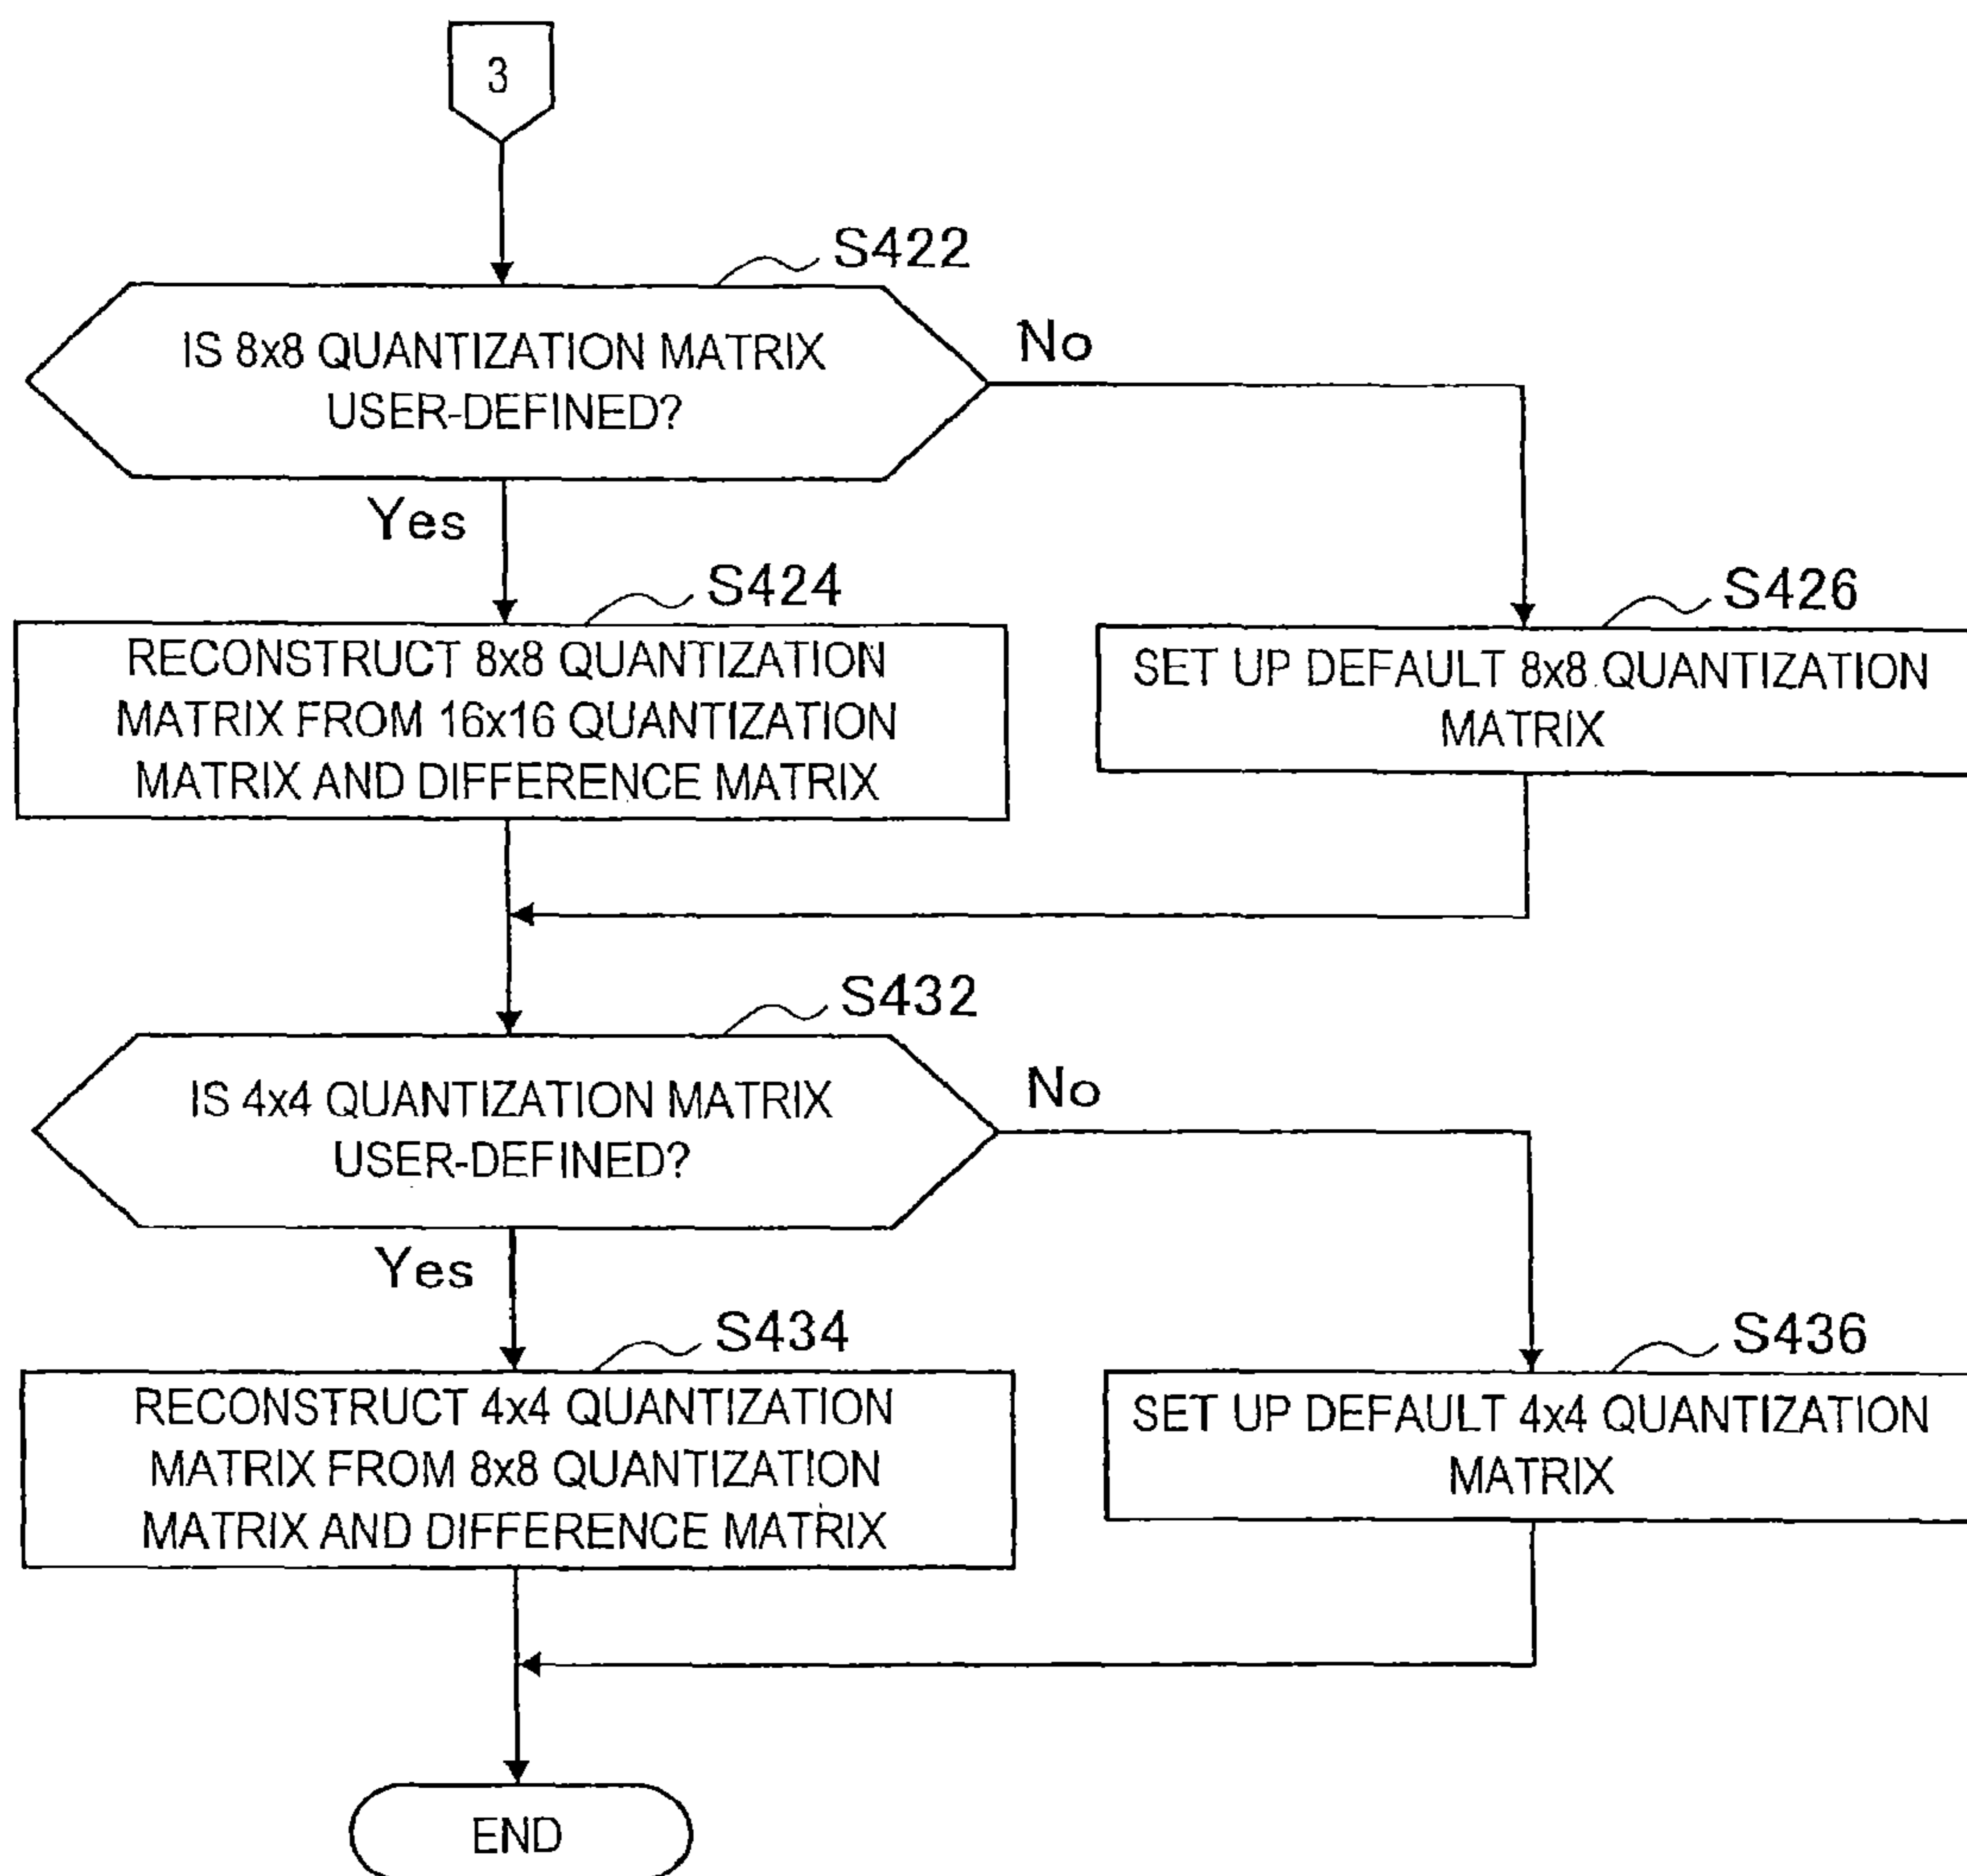 3
S422
IS 8x8 QUANTIZATION MATRIX
USER-DEFINED?
No
Yes
S424
RECONSTRUCT 8x8 QUANTIZATION
MATRIX FROM 16x16 QUANTIZATION
MATRIX AND DIFFERENCE MATRIX
S426
SET UP DEFAULT 8x8 QUANTIZATION
MATRIX
S432
IS 4x4 QUANTIZATION MATRIX
USER-DEFINED?
No
Yes
S434
RECONSTRUCT 4x4 QUANTIZATION
MATRIX FROM 8x8 QUANTIZATION
MATRIX AND DIFFERENCE MATRIX
S436
SET UP DEFAULT 4x4 QUANTIZATION
MATRIX
END